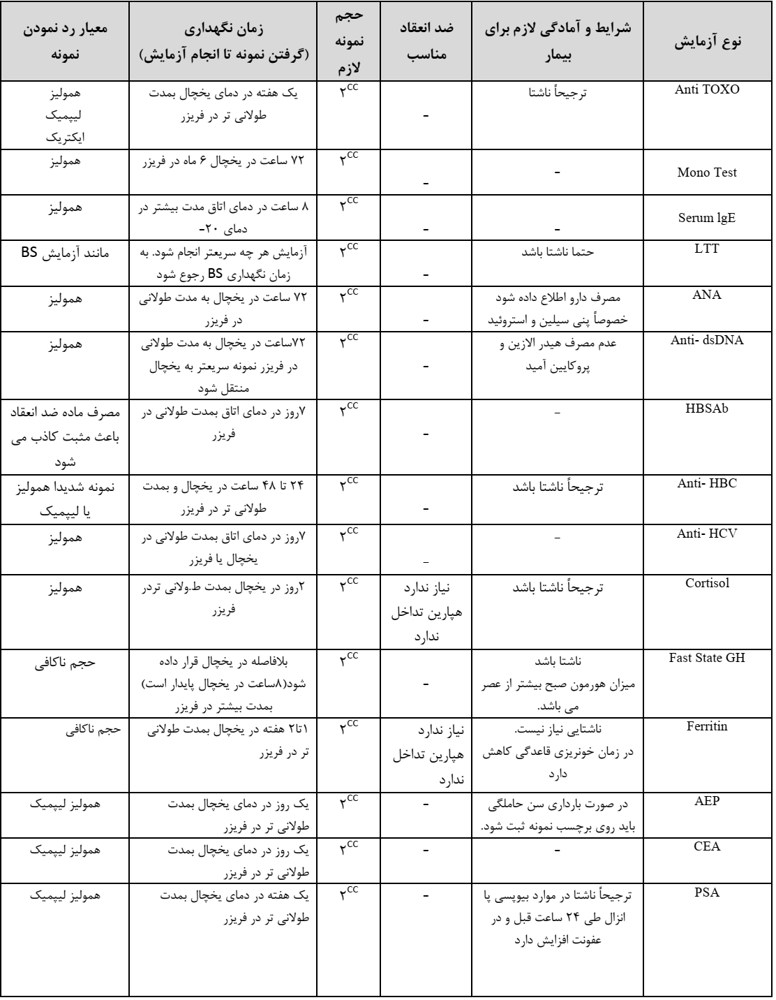 نوع آزمایش
شرایط و آمادگی لازم برای
بیمار
ضد انعقاد
مناسب
حجم
نمونه
لازم
زمان نگهداری
(گرفتن نمونه تا انجام آزمایش)
معیار رد نمودن
نمونه
Anti TOXO
ترجیحاً ناشتا
-
۲CC
یک هفته در دمای یخچال بمدت
طولانی تر در فریزر
همولیز
لیپمیک
ایکتریک
Mono Test
-
-
۲CC
۷۲ ساعت در یخچال ۶ ماه در فریزر
همولیز
Serum lgE
-
-
۲CC
۸ ساعت در دمای اتاق مدت بیشتر در
دمای ۲۰-
همولیز
LTT
حتما ناشتا باشد
-
۲CC
آزمایش هر چه سریعتر انجام شود. به
زمان نگهداری BS رجوع شود
مانند آزمایش BS
ANA
مصرف دارو اطلاع داده شود
خصوصاً پنی سیلین و استروئید
-
۲CC
۷۲ ساعت در یخچال به مدت طولانی
در فریزر
همولیز
Anti- dsDNA
عدم مصرف هیدر الازین و
پروکایین آمید
-
۲CC
۷۲ساعت در یخچال به مدت طولانی
در فریزر نمونه سریعتر به یخچال
منتقل شود
همولیز
HBSAb
–
-
۲CC
۷روز در دمای اتاق بمدت طولانی در
فریزر
مصرف ماده ضد انعقاد
باعث مثبت کاذب می
شود
Anti- HBC
ترجیحاً ناشتا باشد
-
۲CC
۲۴ تا ۴۸ ساعت در یخچال و بمدت
طولانی تر در فریزر
نمونه شدیدا همولیز
یا لیپمیک
Anti- HCV
–
–
۲CC
۷روز در دمای اتاق بمدت طولانی در
یخچال یا فریزر
همولیز
Cortisol
ترجیحاً ناشتا باشد
نیاز ندارد
هپارین تداخل
ندارد
۲CC
۲روز در یخچال بمدت ط.ولانی تردر
فریزر
همولیز
Fast State GH
ناشتا باشد
میزان هورمون صبح بیشتر از عصر
می باشد.
-
۲CC
بلافاصله در یخچال قرار داده
شود(۸ساعت در یخچال پایدار است)
بمدت بیشتر در فریزر
حجم ناکافی
Ferritin
ناشتایی نیاز نیست.
در زمان خونریزی قاعدگی کاهش
دارد
نیاز ندارد
هپارین تداخل
ندارد
۲CC
۱تا۲ هفته در یخچال بمدت طولانی
تر در فریزر
حجم ناکافی
AEP
در صورت بارداری سن حاملگی
باید روی برچسب نمونه ثبت شود.
-
۲CC
یک روز در دمای یخچال بمدت
طولانی تر در فریزر
همولیز لیپمیک
CEA
-
-
۲CC
یک روز در دمای یخچال بمدت
طولانی تر در فریزر
همولیز لیپمیک
PSA
ترجیحاً ناشتا در موارد بیوپسی پا
انزال طی ۲۴ ساعت قبل و در
عفونت افزایش دارد
-
۲CC
یک هفته در دمای یخچال بمدت
طولانی تر در فریزر
همولیز لیپمیک